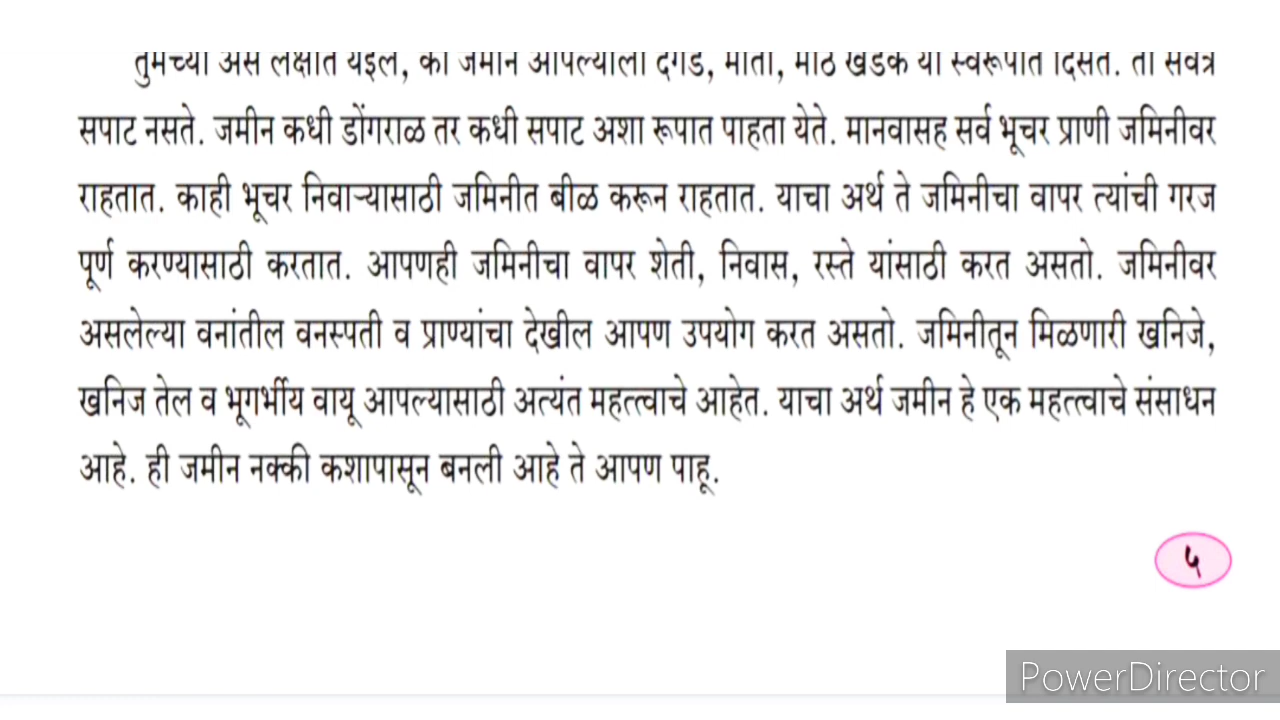 तुमच्या असे लक्षात येईल, की जमीन आपल्याला दगड, माती, मोठे खडक या स्वरूपात दिसते. ती सर्वत्र
सपाट नसते. जमीन कधी डोंगराळ तर कधी सपाट अशा रूपात पाहता येते. मानवासह सर्व भूचर प्राणी जमिनीवर
राहतात. काही भूचर निवाऱ्यासाठी जमिनीत बीळ करून राहतात. याचा अर्थ ते जमिनीचा वापर त्यांची गरज
पूर्ण करण्यासाठी करतात. आपणही जमिनीचा वापर शेती, निवास, रस्ते यांसाठी करत असतो. जमिनीवर
असलेल्या वनांतील वनस्पती व प्राण्यांचा देखील आपण उपयोग करत असतो. जमिनीतून मिळणारी खनिजे,
खनिज तेल व भूगर्भीय वायू आपल्यासाठी अत्यंत महत्त्वाचे आहेत. याचा अर्थ जमीन हे एक महत्त्वाचे संसाधन
आहे. ही जमीन नक्की कशापासून बनली आहे ते आपण पाहू.
५
PowerDirector